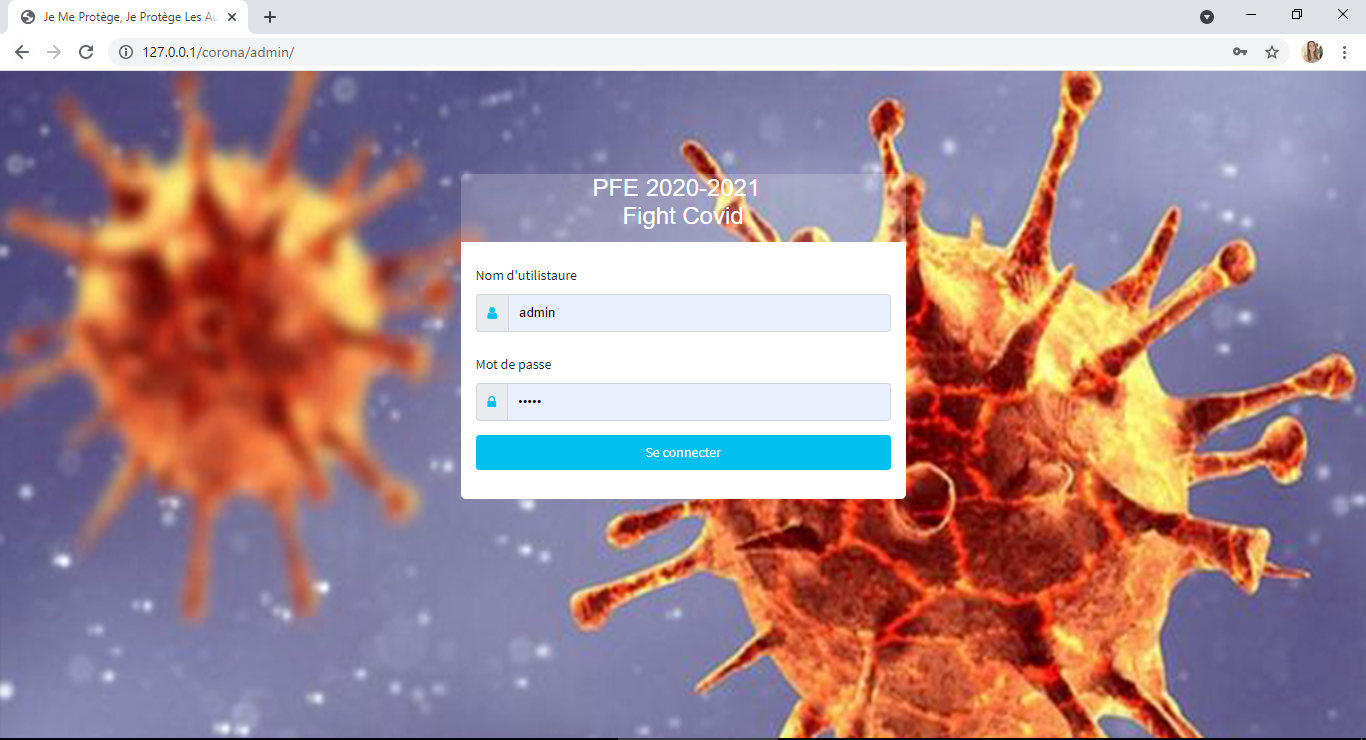 Je Me Protège, Je Protège Les Au
127.0.0.1/corona/admin/
PFE 2020-2021
Fight Covid
Nom d'utilistaure
admin
Mot de passe
•••••
Se connecter